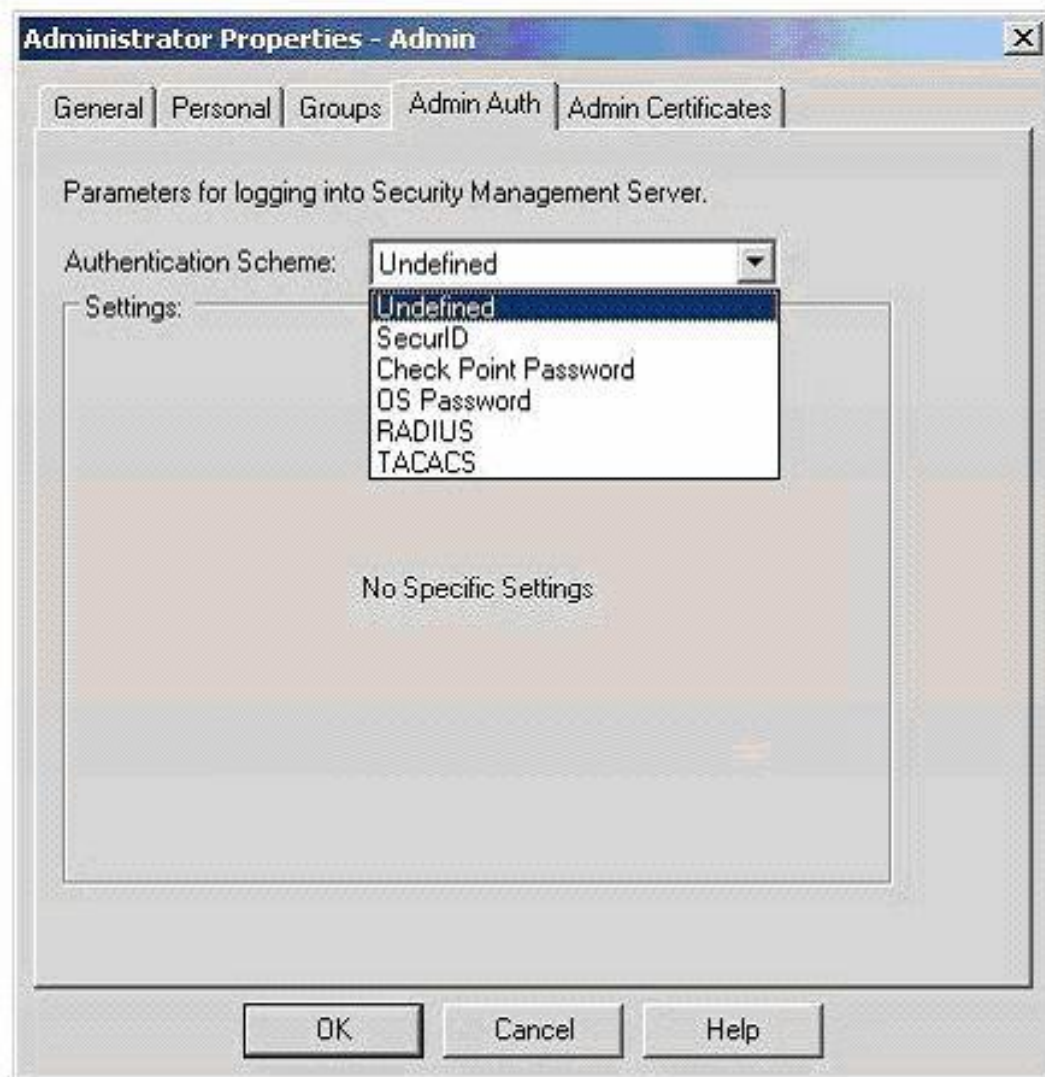 Administrator Properties - Admin
General Personal Groups Admin Auth Admin Certificates
Parameters for logging into Security Management Server.
Authentication Scheme: Undefined
Settings:
Undefined
SecurID
Check Point Password
OS Password
RADIUS
TACACS
No Specific Settings
OK Cancel Help